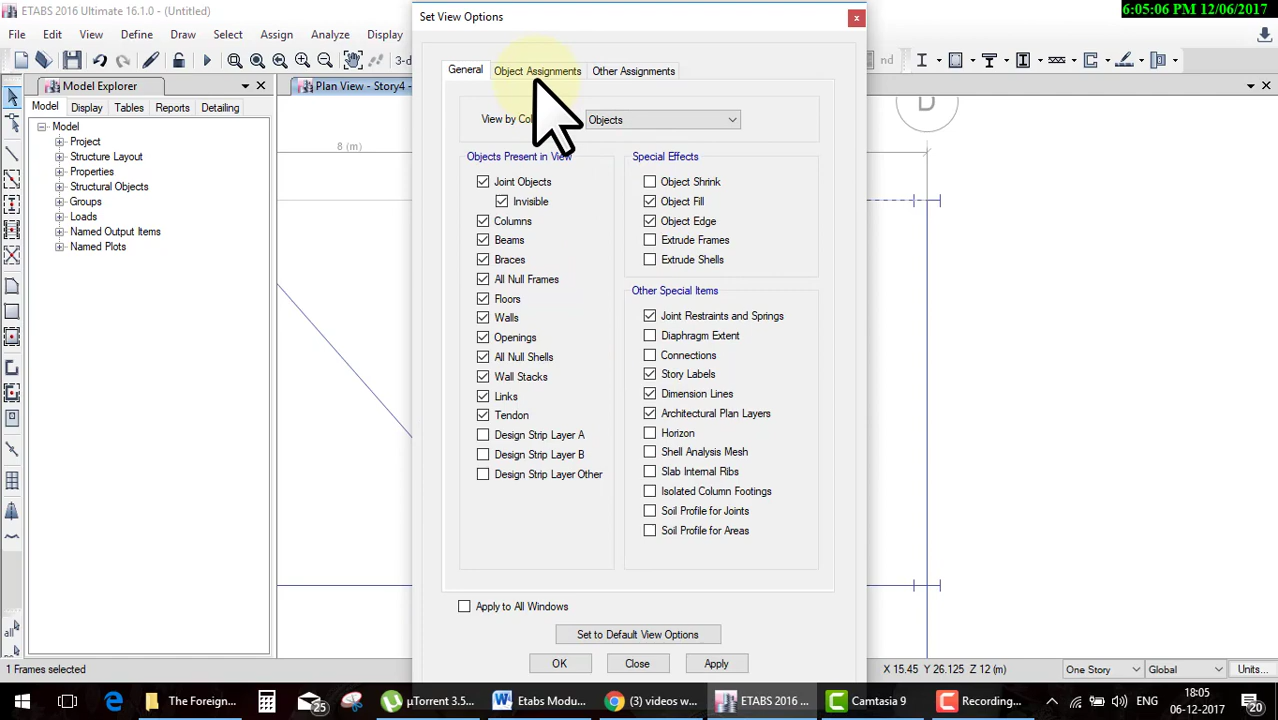 ETABS 2016 Ultimate 16.1.0 - (Untitled)
Set View Options
6:05:06 PM 12/06/2017
File Edit View Define Draw Select Assign Analyze Display
3-d
nd
Model Explorer
Plan View - Story4 -
General Object Assignments Other Assignments
Model Display Tables Reports Detailing
Model
Project
Structure Layout
Properties
Structural Objects
Groups
Loads
Named Output Items
Named Plots
8 (m)
D
View by Objects
Objects Present in View
Joint Objects
Invisible
Columns
Beams
Braces
All Null Frames
Floors
Walls
Openings
All Null Shells
Wall Stacks
Links
Tendon
Design Strip Layer A
Design Strip Layer B
Design Strip Layer Other
Special Effects
Object Shrink
Object Fill
Object Edge
Extrude Frames
Extrude Shells
Other Special Items
Joint Restraints and Springs
Diaphragm Extent
Connections
Story Labels
Dimension Lines
Architectural Plan Layers
Horizon
Shell Analysis Mesh
Slab Internal Ribs
Isolated Column Footings
Soil Profile for Joints
Soil Profile for Areas
Apply to All Windows
Set to Default View Options
OK Close Apply
all
1 Frames selected
X 15.45 Y 26.125 Z 12 (m) One Story Global Units...
The Foreign... 25 µTorrent 3.5... Etabs Modu... (3) videos w... ETABS 2016 ... Camtasia 9 Recording... ENG 18:05
06-12-2017 20